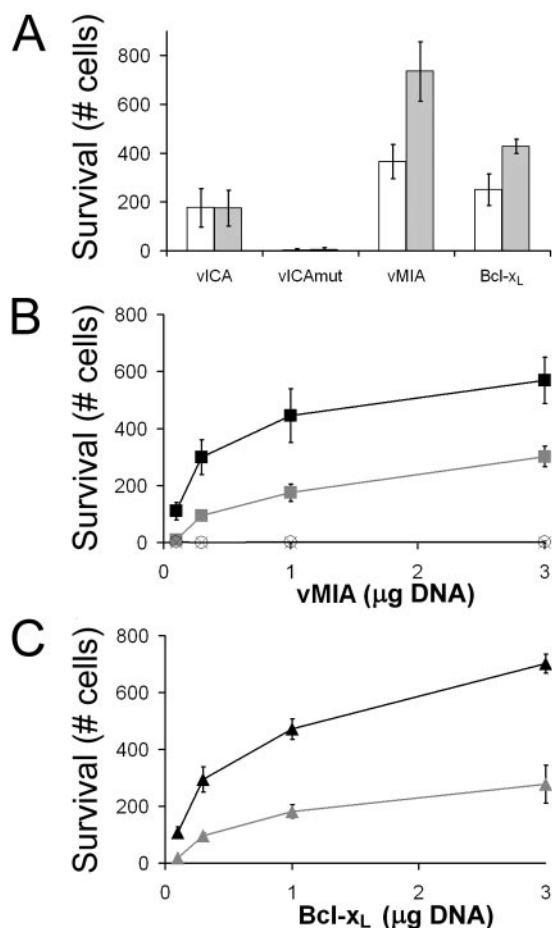 A
Survival (# cells)
800
600
400
200
0
vICA
vICAmut
vMIA
Bcl-xL
B
Survival (# cells)
800
600
400
200
0
0
1
2
3
vMIA (µg DNA)
C
Survival (# cells)
800
600
400
200
0
0
1
2
3
Bcl-xL (µg DNA)